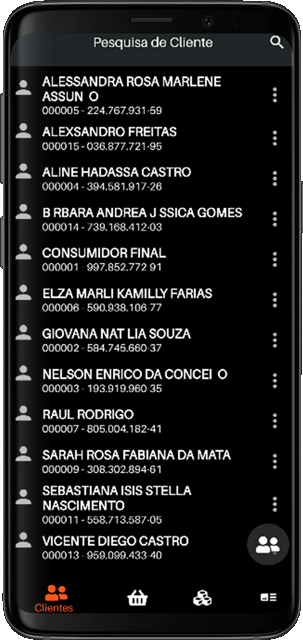 Pesquisa de Cliente
ALESSANDRA ROSA MARLENE
ASSUN O
000005 - 224.767.931-59
ALEXSANDRO FREITAS
000015 - 036.877.721-95
ALINE HADASSA CASTRO
000004 - 394.581.917-26
B RBARA ANDREA J SSICA GOMES
000014 - 739.168.412-03
CONSUMIDOR FINAL
000001 - 997.852.772 91
ELZA MARLI KAMILLY FARIAS
000006 - 590.938.106-77
GIOVANA NAT LIA SOUZA
000002 - 584.745.660-37
NELSON ENRICO DA CONCEI O
000003 - 193.919.960-35
RAUL RODRIGO
000007 - 805.004.182-41
SARAH ROSA FABIANA DA MATA
000009 - 308.302.894-61
SEBASTIANA ISIS STELLA
NASCIMENTO
000011 - 558.713.587-05
VICENTE DIEGO CASTRO
000013 - 959.099.433-40
Clientes